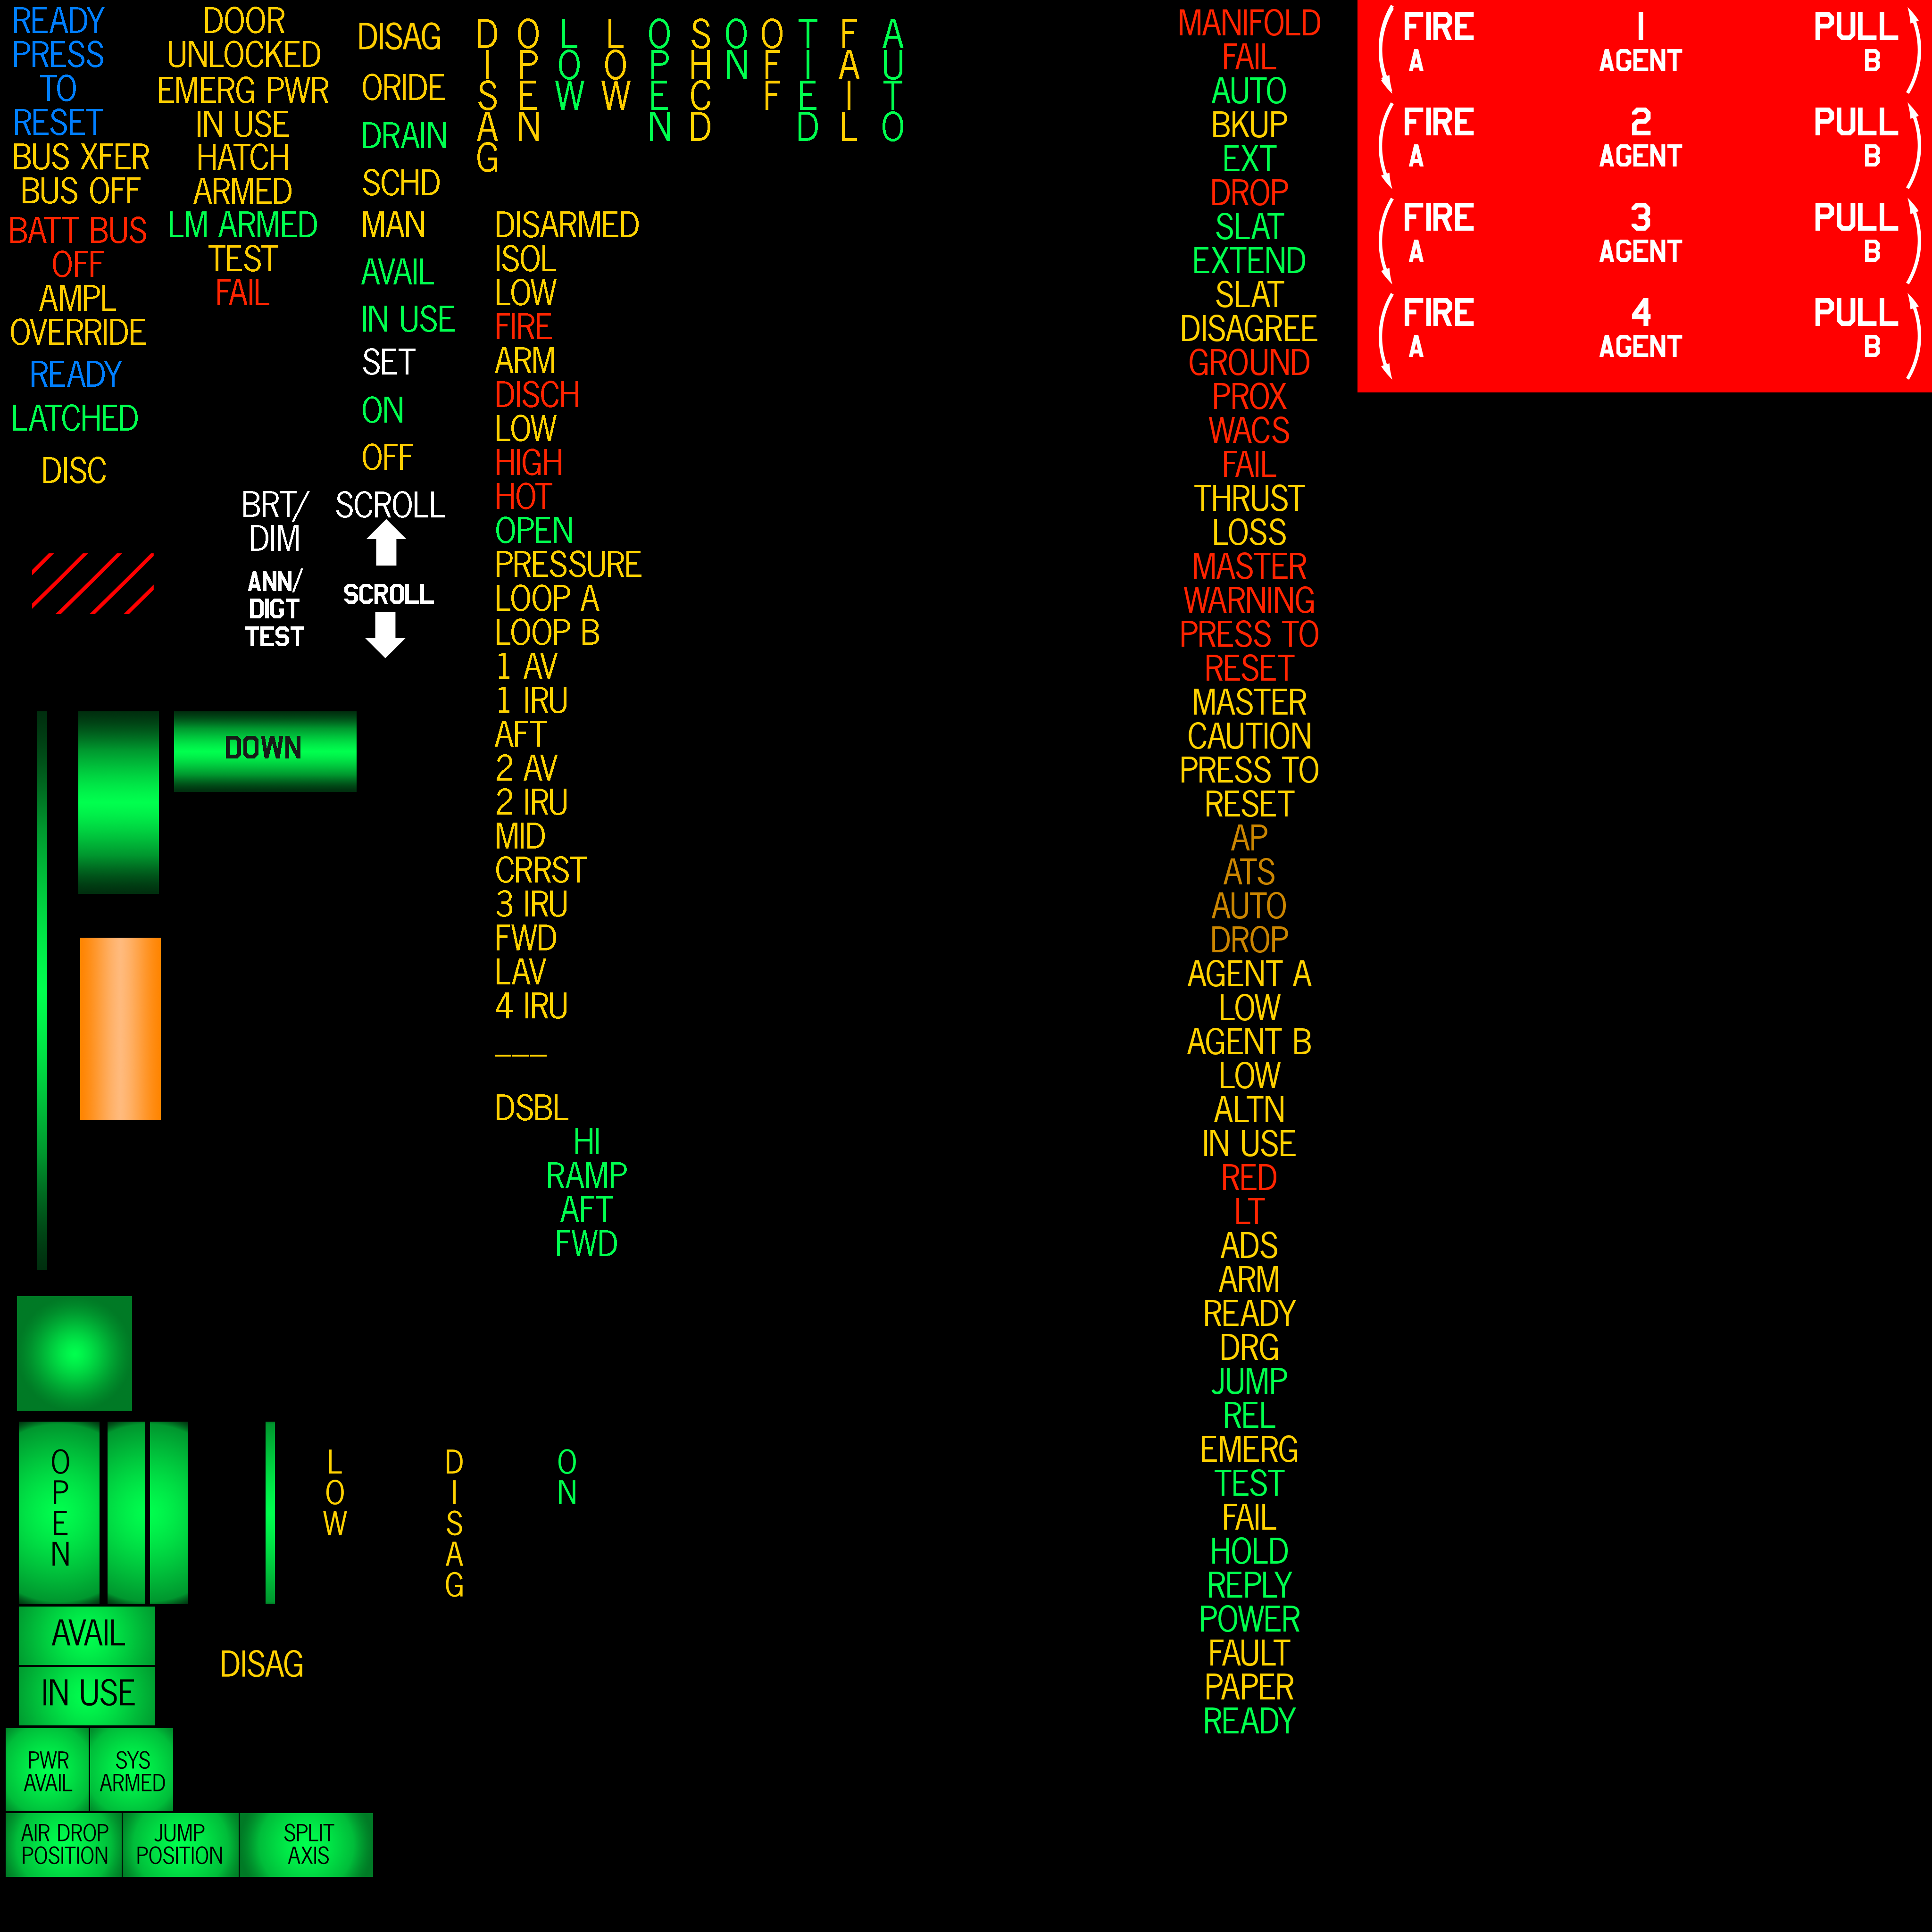 READY
PRESS
TO
RESET
BUS XFER
BUS OFF
BATT BUS
OFF
AMPL
OVERRIDE
READY
LATCHED
DISC
DOOR
UNLOCKED
EMERG PWR
IN USE
HATCH
ARMED
LM ARMED
TEST
FAIL
DISAG
ORIDE
DRAIN
SCHD
MAN
AVAIL
IN USE
SET
ON
OFF
BRT/
DIM
ANN/
DIGT
TEST
SCROLL
SCROLL
DISAG
OPEN
LOW
LOW
OPEN
SHCD
ON
OFF
TIED
FAIL
AUTO
DISARMED
ISOL
LOW
FIRE
ARM
DISCH
LOW
HIGH
HOT
OPEN
PRESSURE
LOOP A
LOOP B
1 AV
1 IRU
AFT
2 AV
2 IRU
MID
CRRST
3 IRU
FWD
LAV
4 IRU
___
DSBL
HI
RAMP
AFT
FWD
DOWN
OPEN
LOW
DISAG
ON
AVAIL
IN USE
DISAG
PWR
AVAIL
SYS
ARMED
AIR DROP
POSITION
JUMP
POSITION
SPLIT
AXIS
MANIFOLD
FAIL
AUTO
BKUP
EXT
DROP
SLAT
EXTEND
SLAT
DISAGREE
GROUND
PROX
WACS
FAIL
THRUST
LOSS
MASTER
WARNING
PRESS TO
RESET
MASTER
CAUTION
PRESS TO
RESET
AP
ATS
AUTO
DROP
AGENT A
LOW
AGENT B
LOW
ALTN
IN USE
RED
LT
ADS
ARM
READY
DRG
JUMP
REL
EMERG
TEST
FAIL
HOLD
REPLY
POWER
FAULT
PAPER
READY
FIRE 1 PULL
A AGENT B
FIRE 2 PULL
A AGENT B
FIRE 3 PULL
A AGENT B
FIRE 4 PULL
A AGENT B